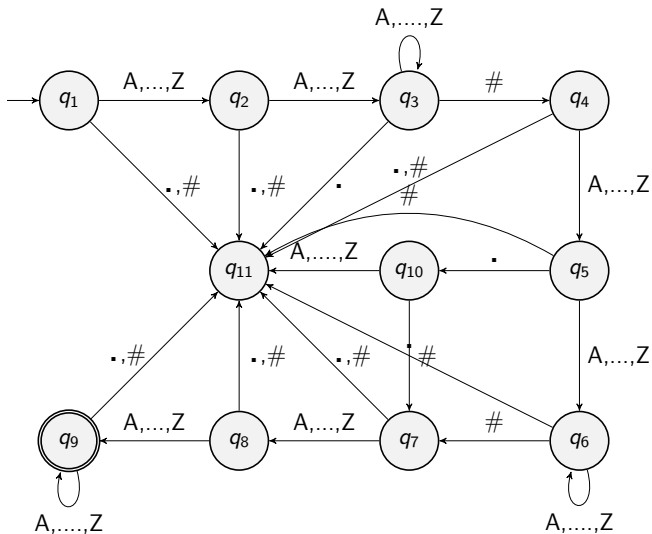 A,....,Z
q1 A,...,Z q2 A,...,Z q3 # q4
.,# .,# . .,# A,...,Z
#
q11 A,...,Z q10 . q5
.,# .,# .,# . # A,...,Z
q9 A,...,Z q8 A,...,Z q7 # q6
A,....,Z A,....,Z